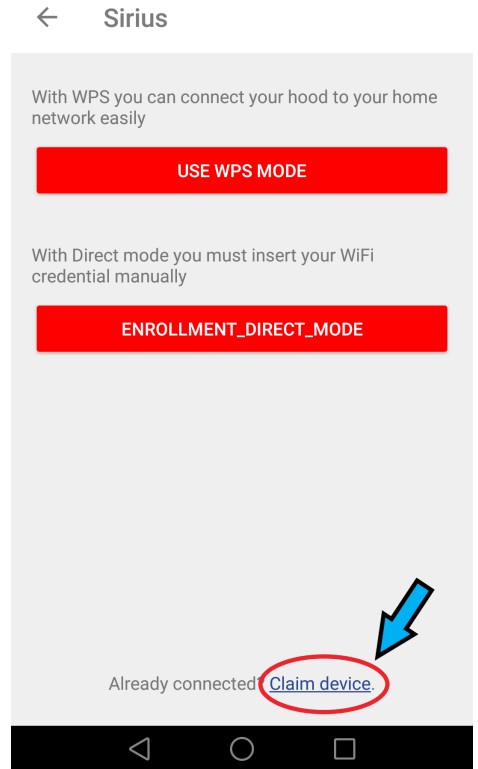 Sirius
With WPS you can connect your hood to your home
network easily
USE WPS MODE
With Direct mode you must insert your WiFi
credential manually
ENROLLMENT_DIRECT_MODE
Already connected? Claim device.